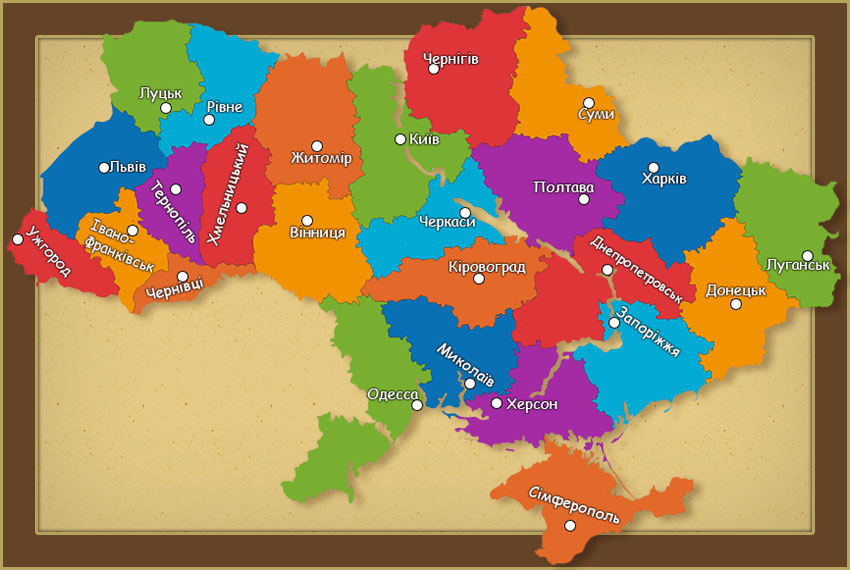 Чернігів
Луцьк
Рівне
Суми
Київ
Житомір
Львів
Хмельницький
Тернопіль
Харків
Полтава
Черкаси
Вінниця
Івано-
франківськ
Ужгород
Чернівці
Кіровоград
Днепропетровськ
Луганськ
Донецьк
Запоріжжя
Миколаїв
Одесса
Херсон
Сімферополь